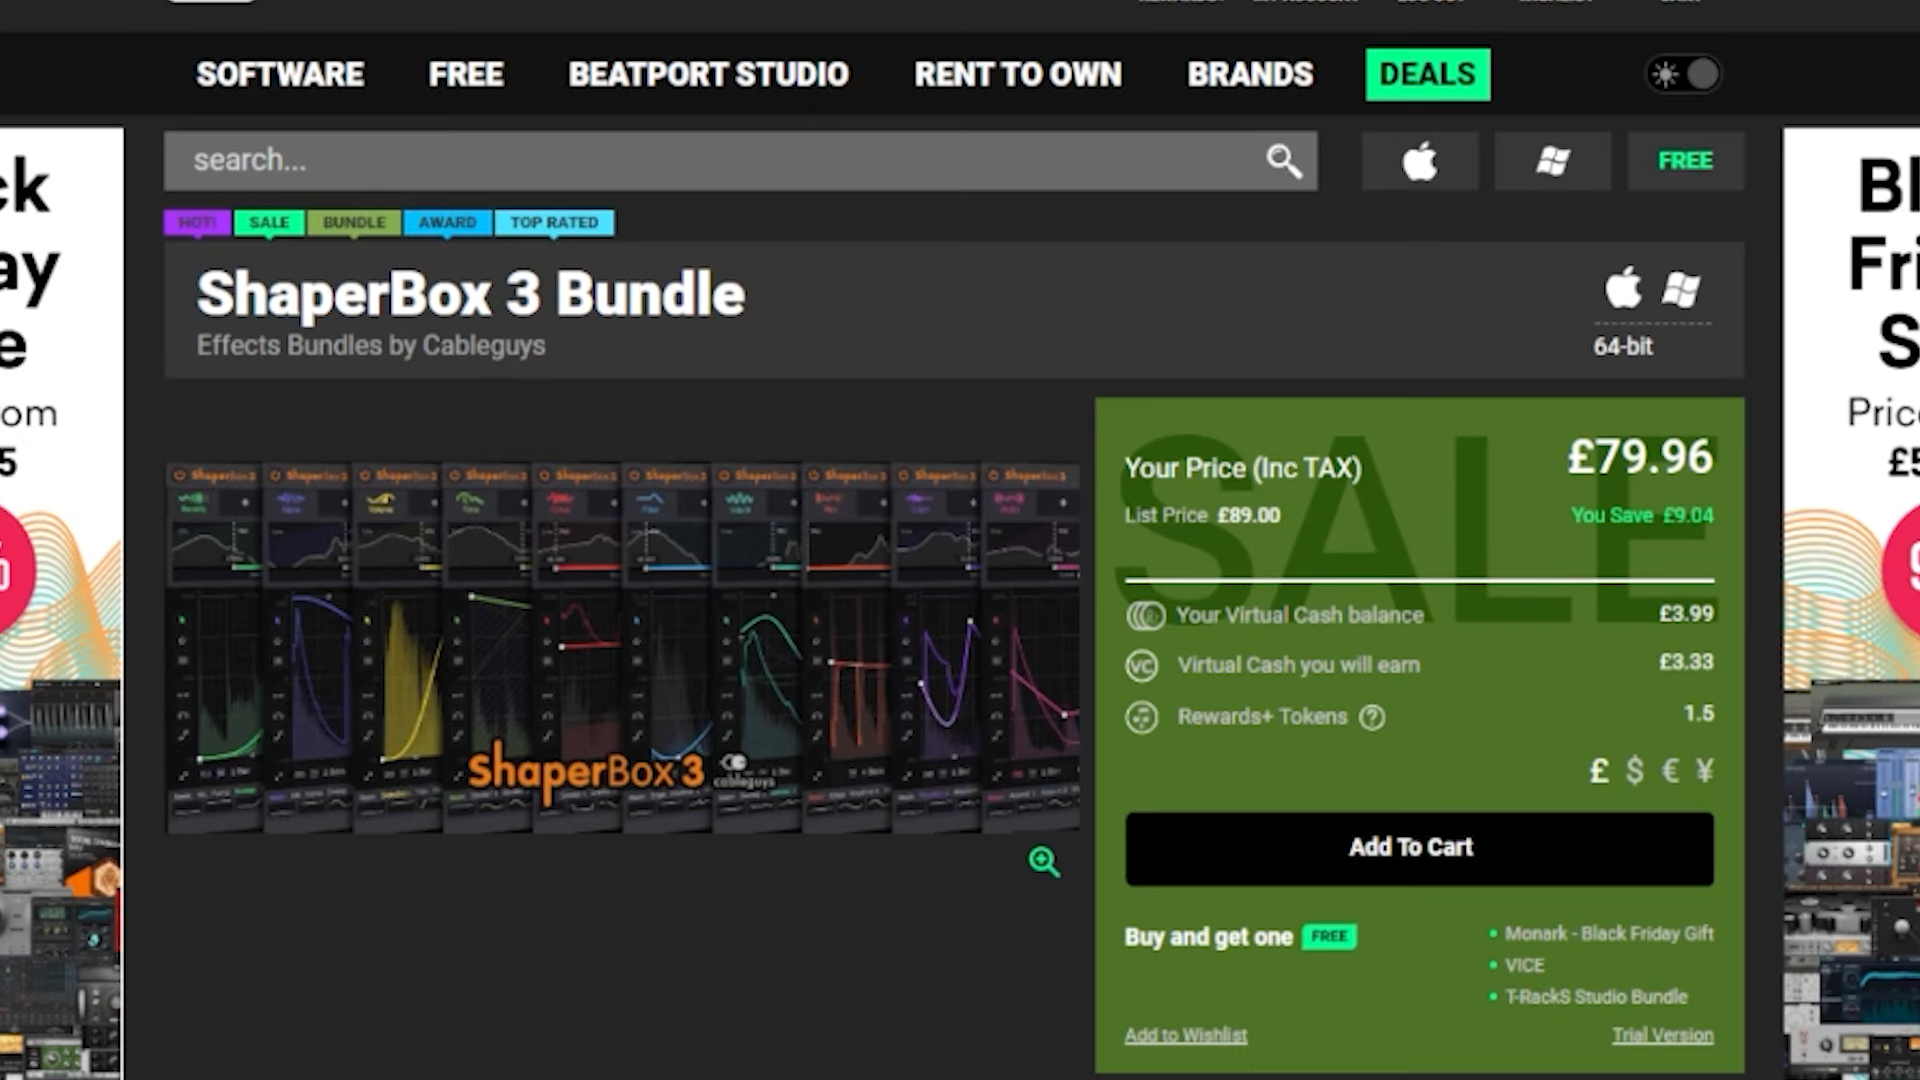 SOFTWARE FREE BEATPORT STUDIO RENT TO OWN BRANDS DEALS
search...
FREE
HOT! SALE BUNDLE AWARD TOP RATED
ShaperBox 3 Bundle
Effects Bundles by Cableguys
64-bit
Your Price (Inc TAX) £79.96
List Price £89.00 You Save £9.04
SALE
Your Virtual Cash balance £3.99
VC Virtual Cash you will earn £3.33
Rewards+ Tokens ? 1.5
£ $ € ¥
Add To Cart
Buy and get one FREE
Monark - Black Friday Gift
VICE
T-RackS Studio Bundle
Add to Wishlist Trial Version
ShaperBox 3 cableguys